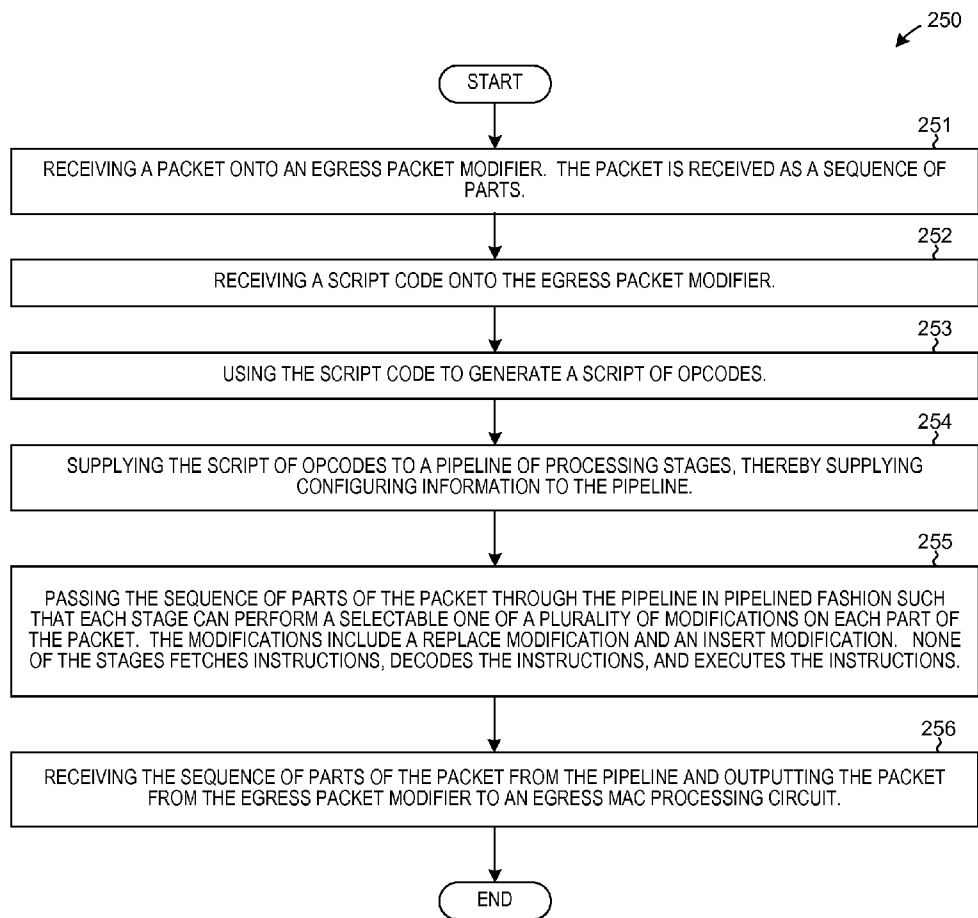 250
START
251
RECEIVING A PACKET ONTO AN EGRESS PACKET MODIFIER. THE PACKET IS RECEIVED AS A SEQUENCE OF
PARTS.
252
RECEIVING A SCRIPT CODE ONTO THE EGRESS PACKET MODIFIER.
253
USING THE SCRIPT CODE TO GENERATE A SCRIPT OF OPCODES.
254
SUPPLYING THE SCRIPT OF OPCODES TO A PIPELINE OF PROCESSING STAGES, THEREBY SUPPLYING
CONFIGURING INFORMATION TO THE PIPELINE.
255
PASSING THE SEQUENCE OF PARTS OF THE PACKET THROUGH THE PIPELINE IN PIPELINED FASHION SUCH
THAT EACH STAGE CAN PERFORM A SELECTABLE ONE OF A PLURALITY OF MODIFICATIONS ON EACH PART OF
THE PACKET. THE MODIFICATIONS INCLUDE A REPLACE MODIFICATION AND AN INSERT MODIFICATION. NONE
OF THE STAGES FETCHES INSTRUCTIONS, DECODES THE INSTRUCTIONS, AND EXECUTES THE INSTRUCTIONS.
256
RECEIVING THE SEQUENCE OF PARTS OF THE PACKET FROM THE PIPELINE AND OUTPUTTING THE PACKET
FROM THE EGRESS PACKET MODIFIER TO AN EGRESS MAC PROCESSING CIRCUIT.
END